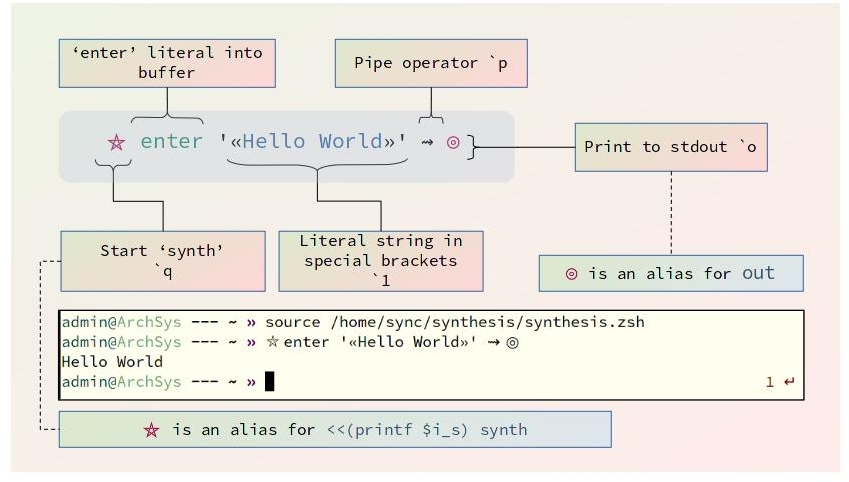 ‘enter’ literal into
buffer
Pipe operator `p
⛤ enter '«Hello World»' ⇝ ⌾
Print to stdout `o
Start ‘synth’
`q
Literal string in
special brackets
`1
⌾ is an alias for out
admin@ArchSys --- ~ » source /home/sync/synthesis/synthesis.zsh
admin@ArchSys --- ~ » ⛤enter '«Hello World»' ⇝ ⌾
Hello World
admin@ArchSys --- ~ »
1 ↵
⛤ is an alias for <<(printf $i_s) synth